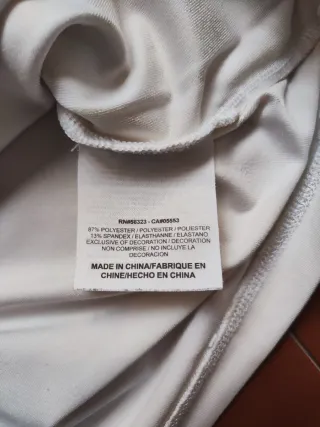 RN#56323 - CA#05553
87% POLYESTER / POLYESTER / POLIESTER
13% SPANDEX / ELASTHANNE / ELASTANO
EXCLUSIVE OF DECORATION / DECORATION
NON COMPRISE / NO INCLUYE LA
DECORACION
MADE IN CHINA/FABRIQUE EN
CHINE/HECHO EN CHINA